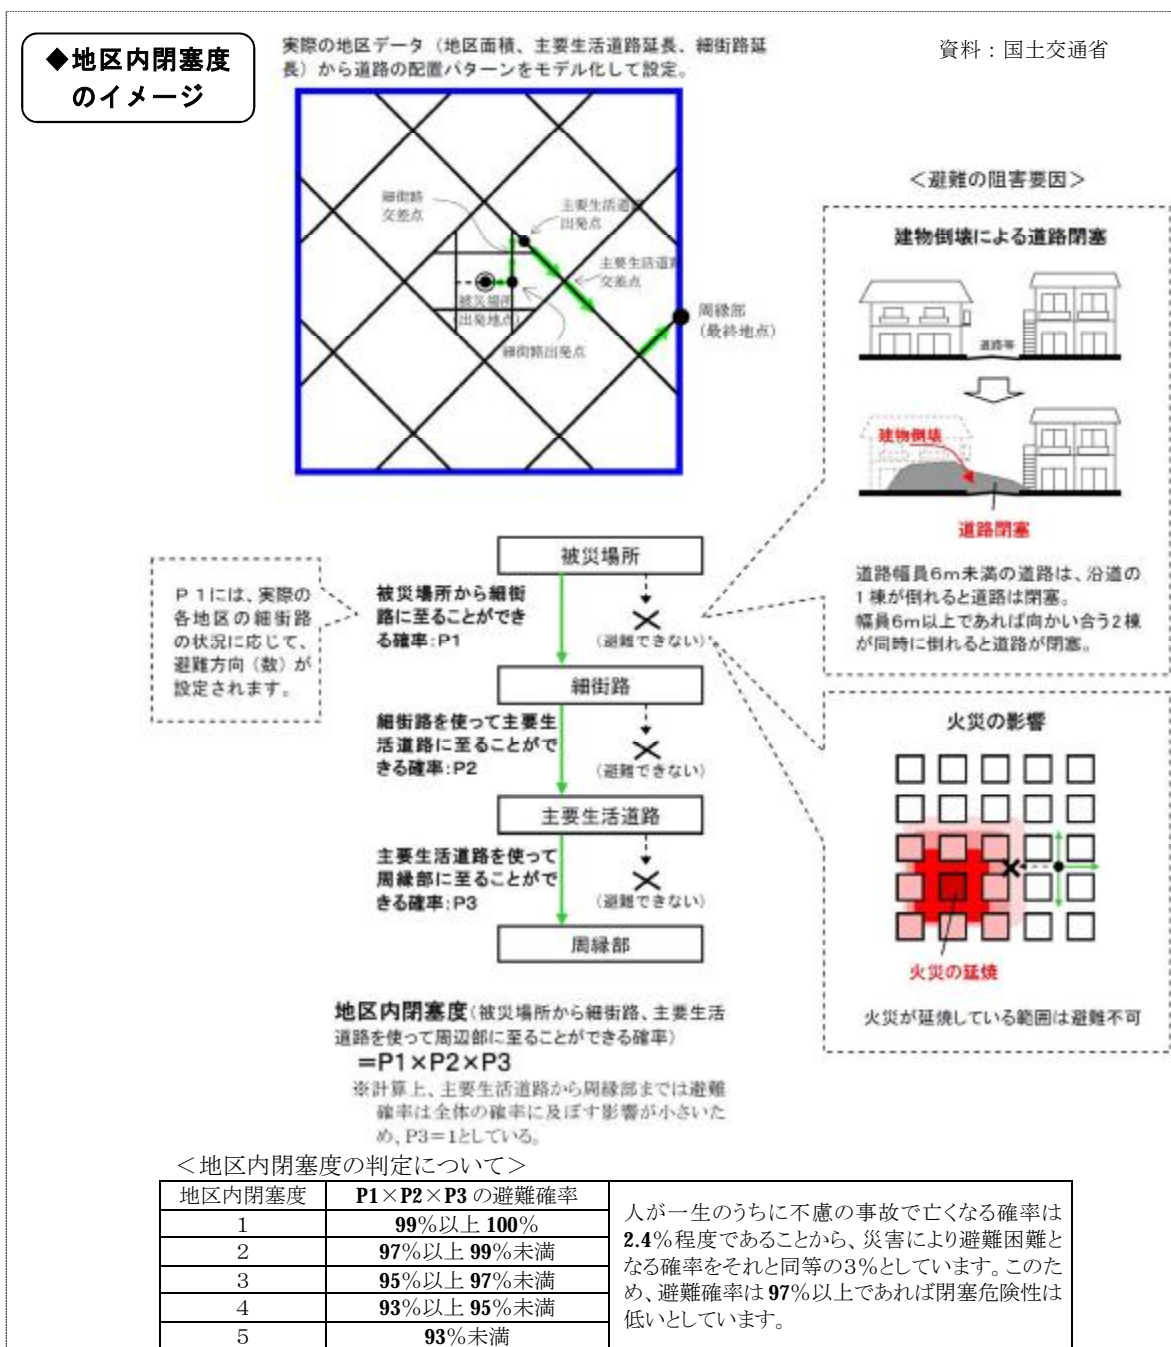 ◆地区内閉塞度
のイメージ
実際の地区データ（地区面積、主要生活道路延長、細街路延
長）から道路の配置パターンをモデル化して設定。
資料：国土交通省
細街路
交差点
主要生活道路
出発点
主要生活道路
交差点
被災場所
（出発地点）
細街路出発点
周縁部
（最終地点）
＜避難の阻害要因＞
建物倒壊による道路閉塞
道路等
建物倒壊
道路閉塞
道路幅員6m未満の道路は、沿道の
1棟が倒れると道路は閉塞。
幅員6m以上であれば向かい合う2棟
が同時に倒れると道路が閉塞。
P1には、実際の
各地区の細街路
の状況に応じて、
避難方向（数）が
設定されます。
被災場所
被災場所から細街
路に至ることができ
る確率：P1
（避難できない）
細街路
細街路を使って主要生
活道路に至ることがで
きる確率：P2
（避難できない）
主要生活道路
主要生活道路を使って
周縁部に至ることがで
きる確率：P3
（避難できない）
周縁部
火災の影響
火災の延焼
火災が延焼している範囲は避難不可
地区内閉塞度（被災場所から細街路、主要生活
道路を使って周辺部に至ることができる確率）
＝P1×P2×P3
※計算上、主要生活道路から周縁部までは避難
確率は全体の確率に及ぼす影響が小さいた
め、P3＝1としている。
＜地区内閉塞度の判定について＞
地区内閉塞度 P1×P2×P3 の避難確率
1 99%以上 100%
2 97%以上 99%未満
3 95%以上 97%未満
4 93%以上 95%未満
5 93%未満
人が一生のうちに不慮の事故で亡くなる確率は
2.4%程度であることから、災害により避難困難と
なる確率をそれと同等の3%としています。このた
め、避難確率は 97%以上であれば閉塞危険性は
低いとしています。